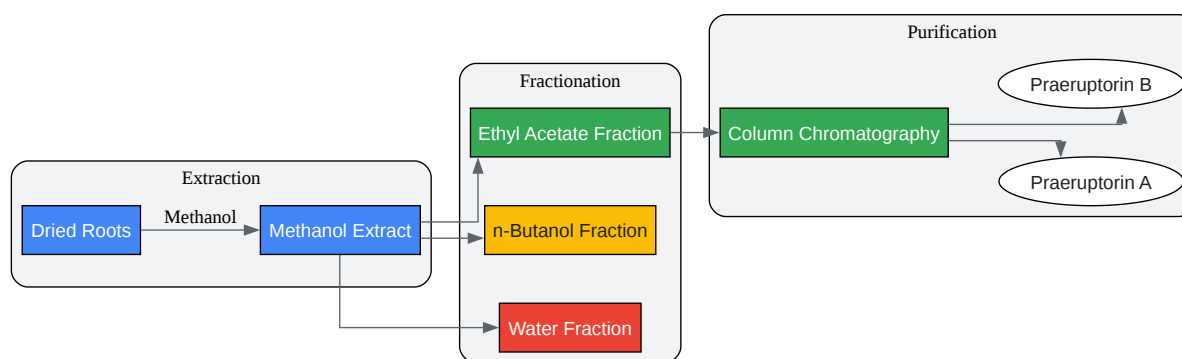 Extraction
Dried Roots
Methanol
Methanol Extract
Fractionation
Ethyl Acetate Fraction
n-Butanol Fraction
Water Fraction
Purification
Column Chromatography
Praeruptorin B
Praeruptorin A